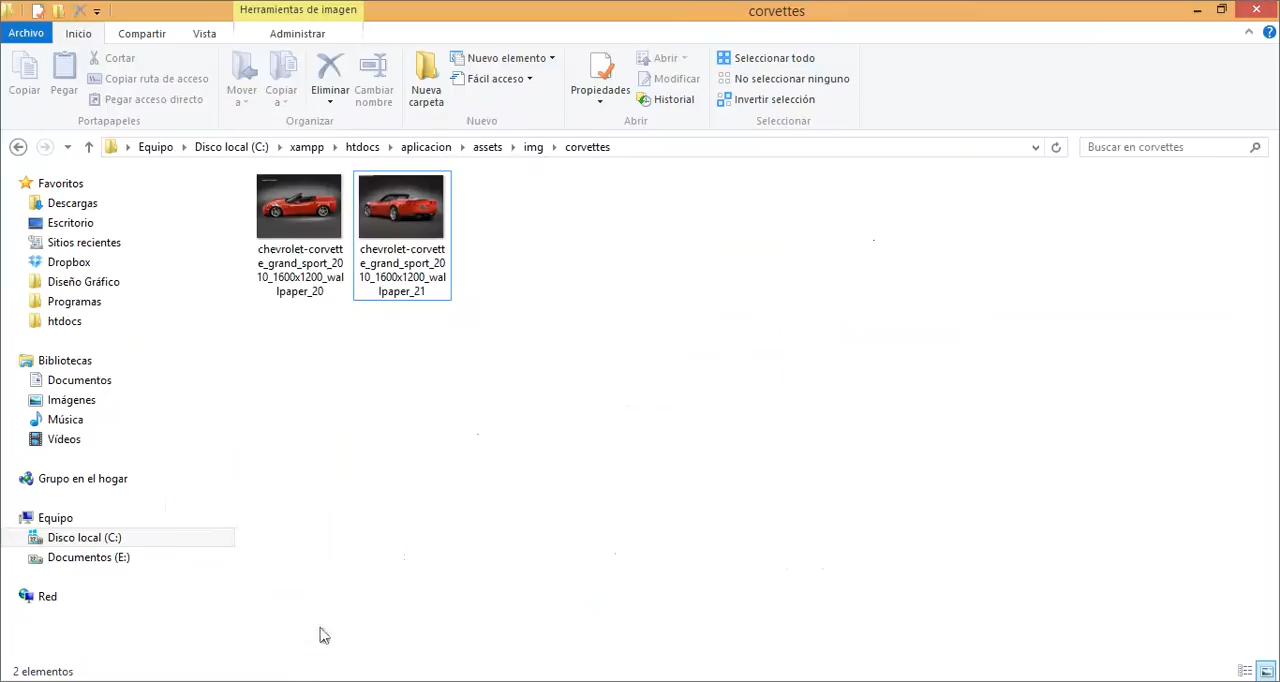 Herramientas de imagen
corvettes
Archivo
Inicio
Compartir
Vista
Administrar
Copiar
Pegar
Cortar
Copiar ruta de acceso
Pegar acceso directo
Portapapeles
Mover
a
Copiar
a
Eliminar
Cambiar
nombre
Organizar
Nueva
carpeta
Nuevo elemento
Fácil acceso
Nuevo
Propiedades
Abrir
Modificar
Historial
Abrir
Seleccionar todo
No seleccionar ninguno
Invertir selección
Seleccionar
Equipo
Disco local (C:)
xampp
htdocs
aplicacion
assets
img
corvettes
Buscar en corvettes
Favoritos
Descargas
Escritorio
Sitios recientes
Dropbox
Diseño Gráfico
Programas
htdocs
Bibliotecas
Documentos
Imágenes
Música
Vídeos
Grupo en el hogar
Equipo
Disco local (C:)
Documentos (E:)
Red
chevrolet-corvett
e_grand_sport_20
10_1600x1200_wal
lpaper_20
chevrolet-corvett
e_grand_sport_20
10_1600x1200_wal
lpaper_21
2 elementos